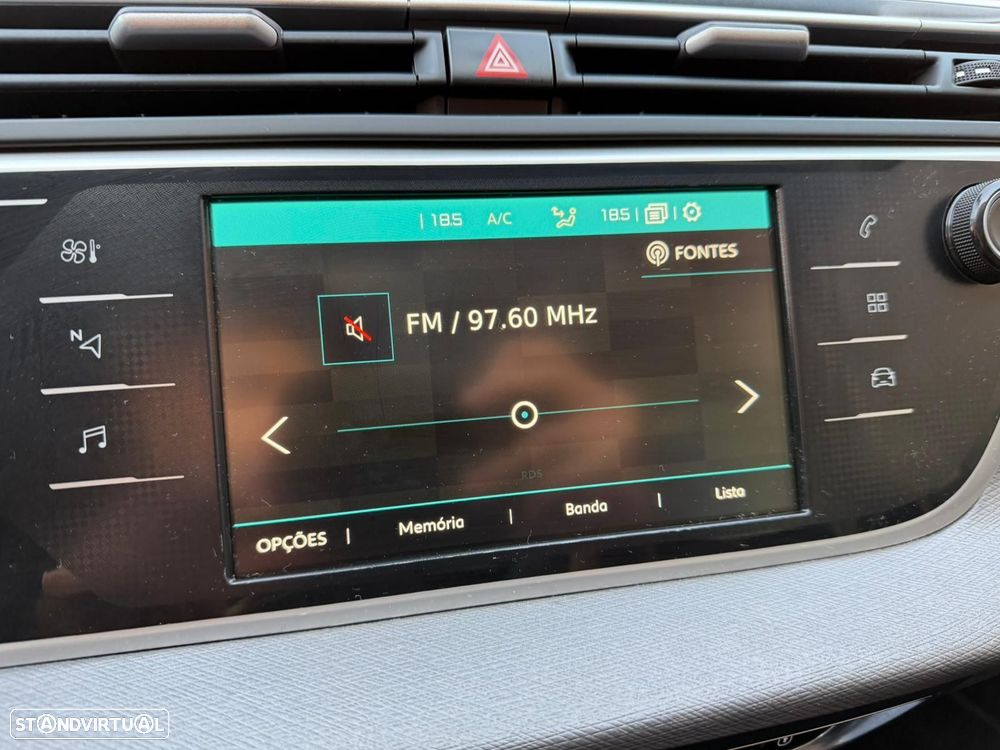 18.5 A/C 18.5
FONTES
FM / 97.60 MHz
N
RDS
OPÇÕES Memória Banda Lista
STANDVIRTUAL